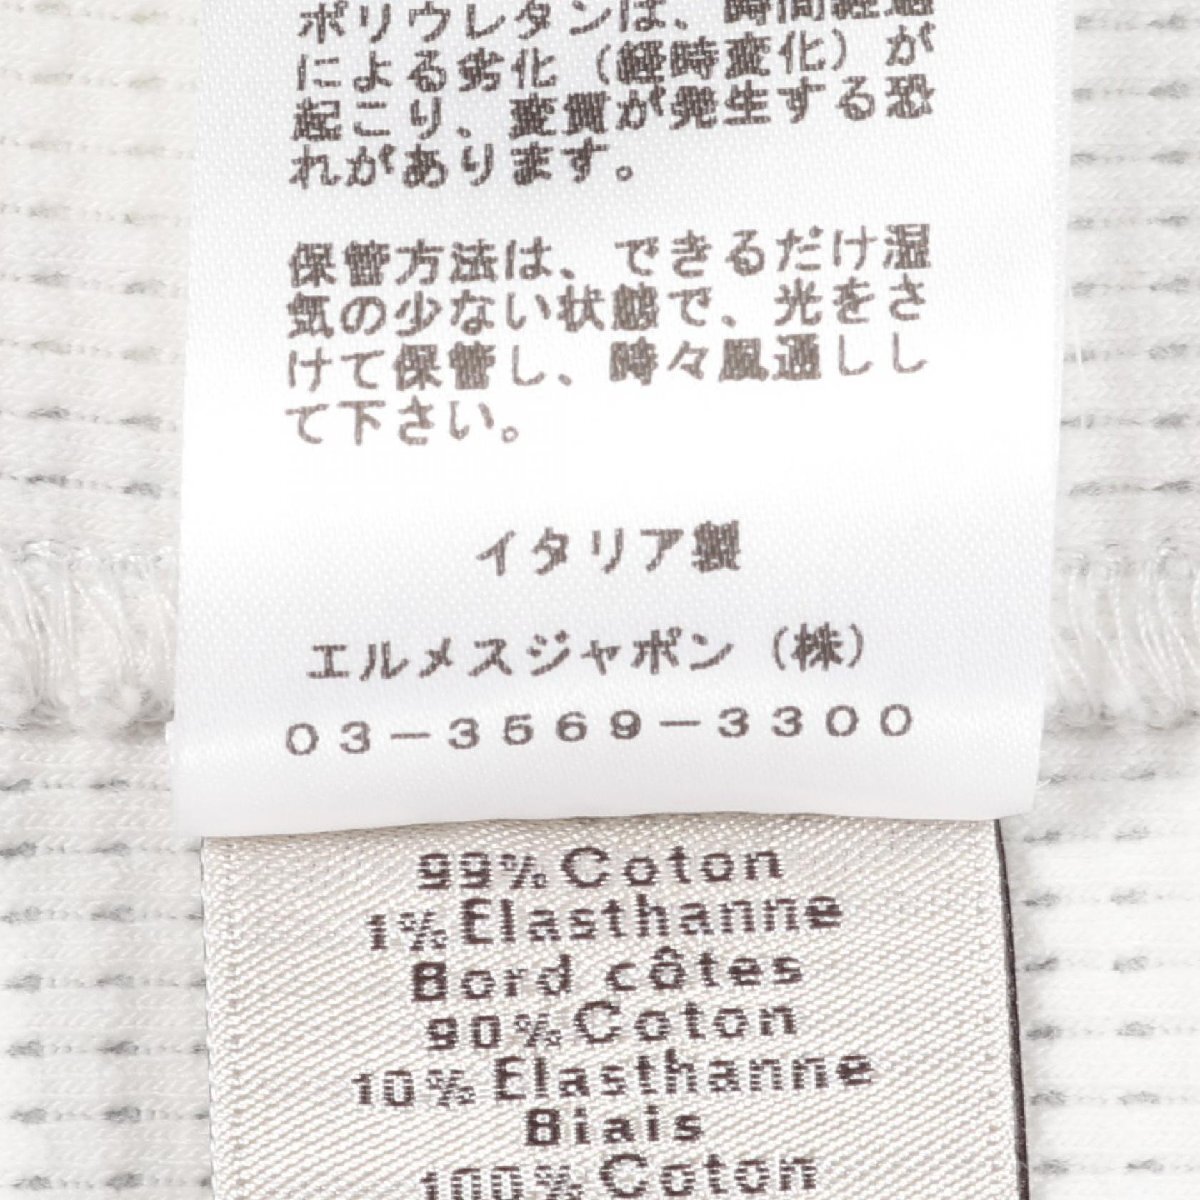 ポリウレタンは、時間経過
による劣化（経時変化）が
起こり、変質が発生する恐
れがあります。
保管方法は、できるだけ湿
気の少ない状態で、光をさ
けて保管し、時々風通しし
て下さい。
イタリア製
エルメスジャポン（株）
03-3569-3300
99% Coton
1% Elasthanne
Bord côtes
90% Coton
10% Elasthanne
Biais
100% Coton